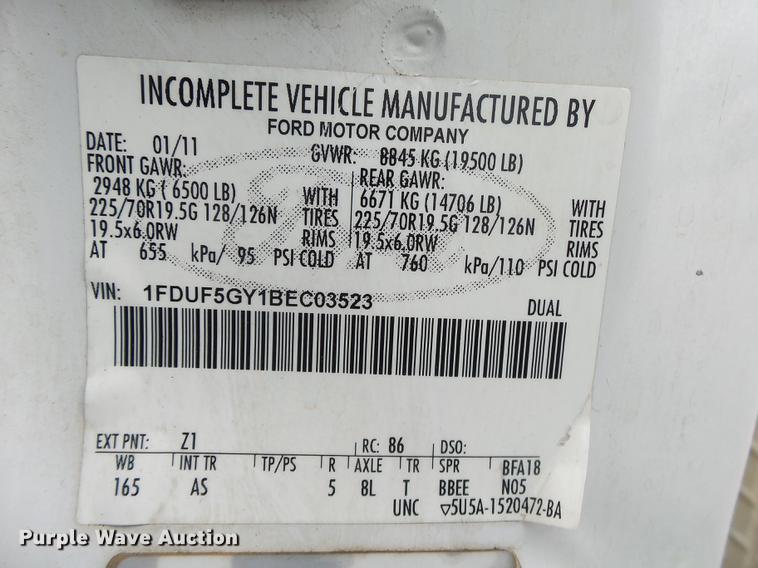 INCOMPLETE VEHICLE MANUFACTURED BY
FORD MOTOR COMPANY
DATE: 01/11 GVWR: 8845 KG (19500 LB)
FRONT GAWR: REAR GAWR:
2948 KG ( 6500 LB) WITH 6671 KG (14706 LB) WITH
225/70R19.5G 128/126N TIRES 225/70R19.5G 128/126N TIRES
19.5x6.0RW RIMS 19.5x6.0RW RIMS
AT 655 kPa/ 95 PSI COLD AT 760 kPa/110 PSI COLD
VIN: 1FDUF5GY1BEC03523 DUAL
EXT PNT: Z1 RC: 86 DSO:
WB INT TR TP/PS R AXLE TR SPR BFA18
165 AS 5 8L T BBEE N05
UNC ▽5U5A-1520472-BA
Purple Wave Auction